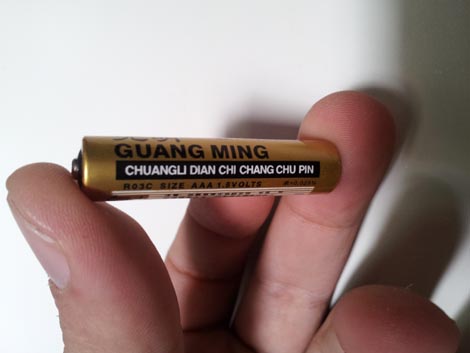 GUANG MING
CHUANGLI DIAN CHI CHANG CHU PIN
R03C SIZE AAA 1.5VOLTS